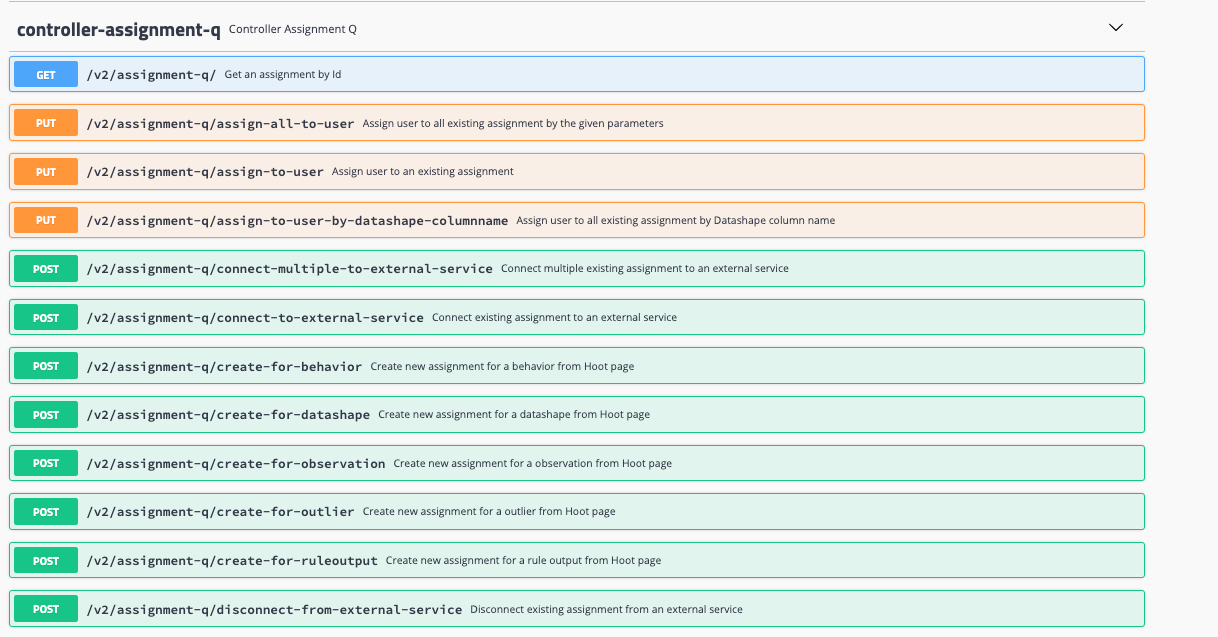 controller-assignment-q Controller Assignment Q
GET /v2/assignment-q/ Get an assignment by Id
PUT /v2/assignment-q/assign-all-to-user Assign user to all existing assignment by the given parameters
PUT /v2/assignment-q/assign-to-user Assign user to an existing assignment
PUT /v2/assignment-q/assign-to-user-by-datashape-columnname Assign user to all existing assignment by Datashape column name
POST /v2/assignment-q/connect-multiple-to-external-service Connect multiple existing assignment to an external service
POST /v2/assignment-q/connect-to-external-service Connect existing assignment to an external service
POST /v2/assignment-q/create-for-behavior Create new assignment for a behavior from Hoot page
POST /v2/assignment-q/create-for-datashape Create new assignment for a datashape from Hoot page
POST /v2/assignment-q/create-for-observation Create new assignment for a observation from Hoot page
POST /v2/assignment-q/create-for-outlier Create new assignment for a outlier from Hoot page
POST /v2/assignment-q/create-for-ruleoutput Create new assignment for a rule output from Hoot page
POST /v2/assignment-q/disconnect-from-external-service Disconnect existing assignment from an external service